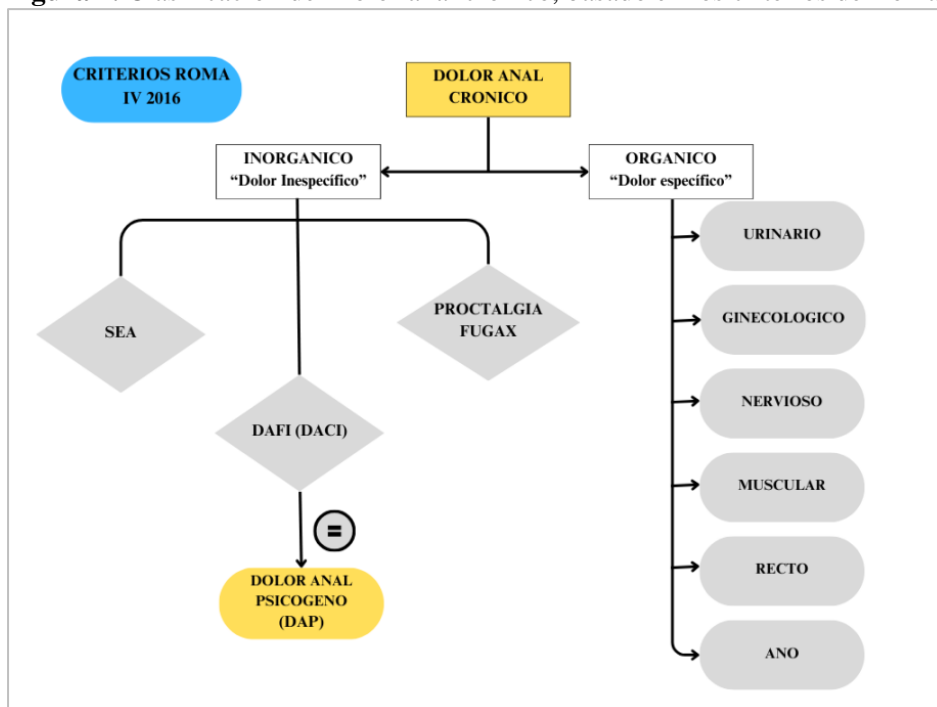 CRITERIOS ROMA
IV 2016
DOLOR ANAL
CRONICO
INORGANICO
“Dolor Inespecífico”
ORGANICO
“Dolor específico”
URINARIO
SEA
PROCTALGIA
FUGAX
GINECOLOGICO
NERVIOSO
DAFI (DACI)
MUSCULAR
=
DOLOR ANAL
PSICOGENO
(DAP)
RECTO
ANO